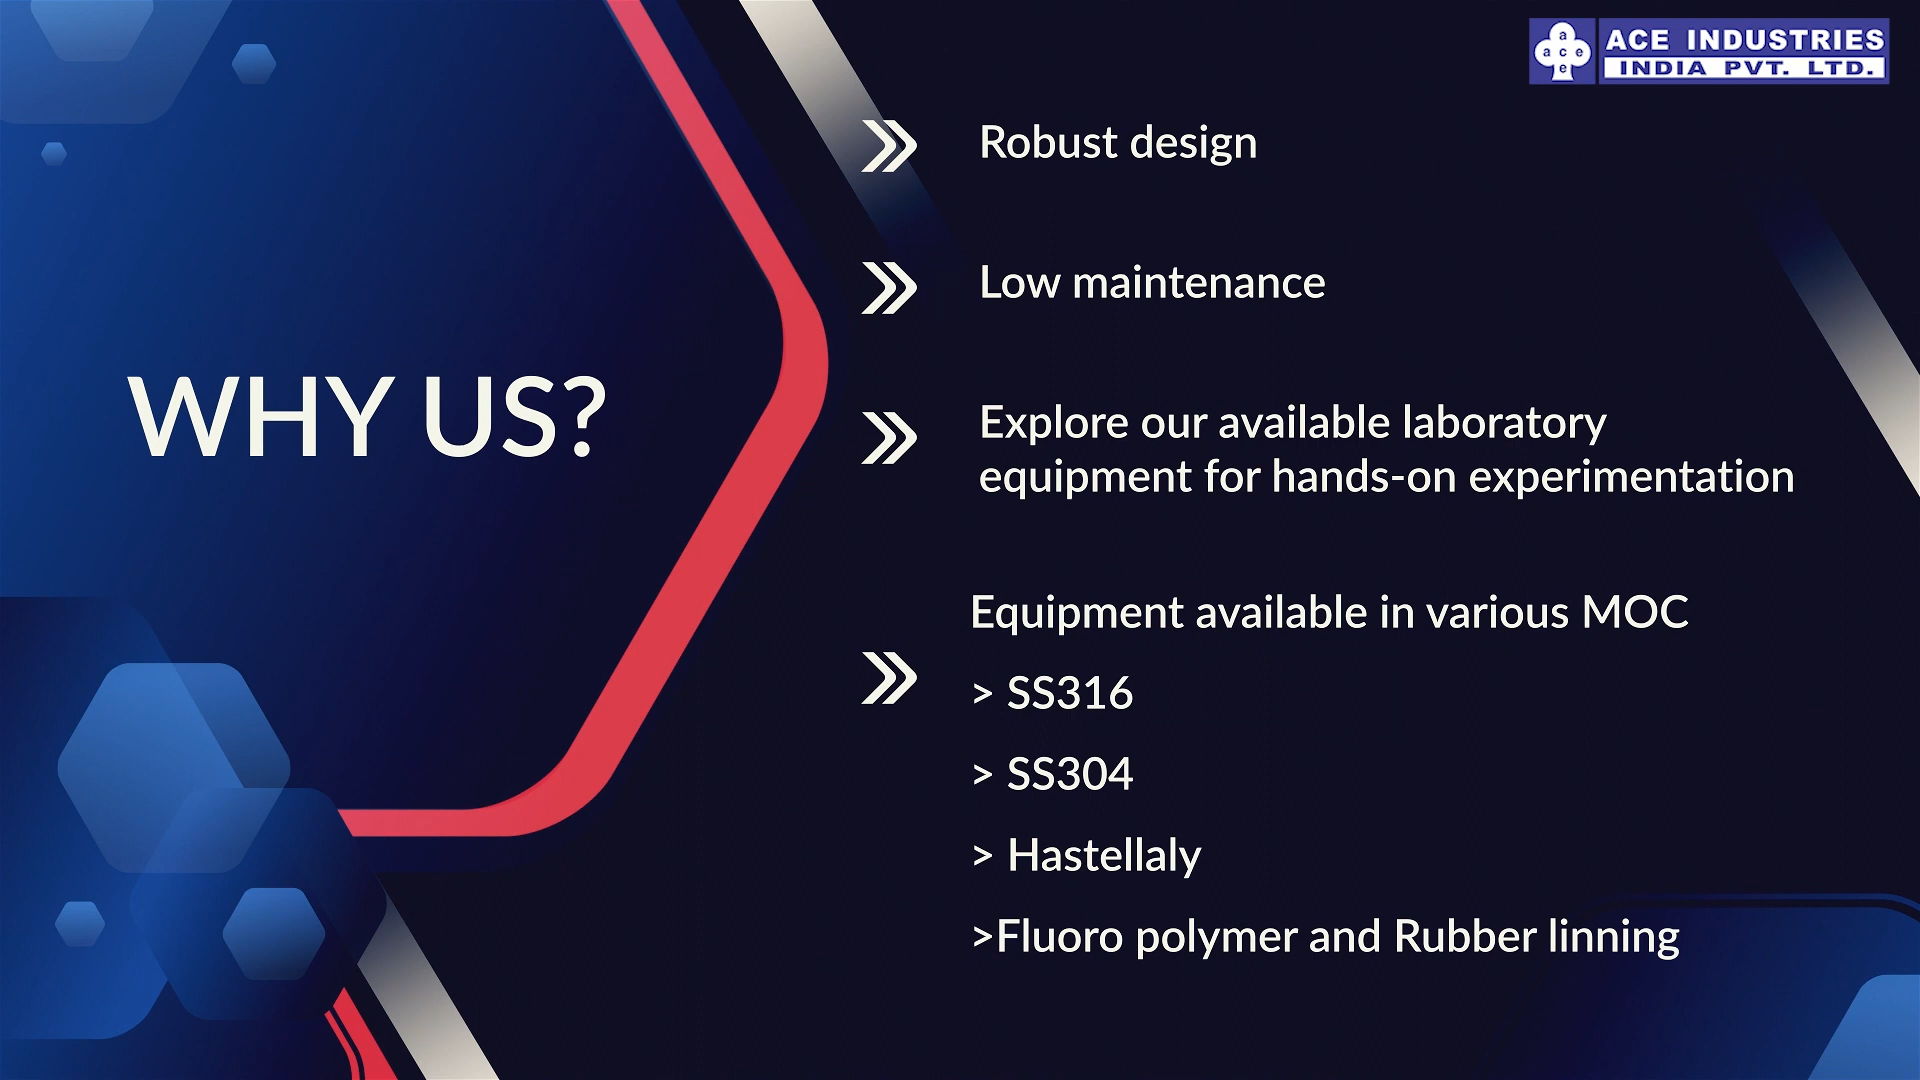 a
a c e
e
ACE INDUSTRIES
INDIA PVT. LTD.
WHY US?
Robust design
Low maintenance
Explore our available laboratory
equipment for hands-on experimentation
Equipment available in various MOC
> SS316
> SS304
> Hastellaly
>Fluoro polymer and Rubber linning